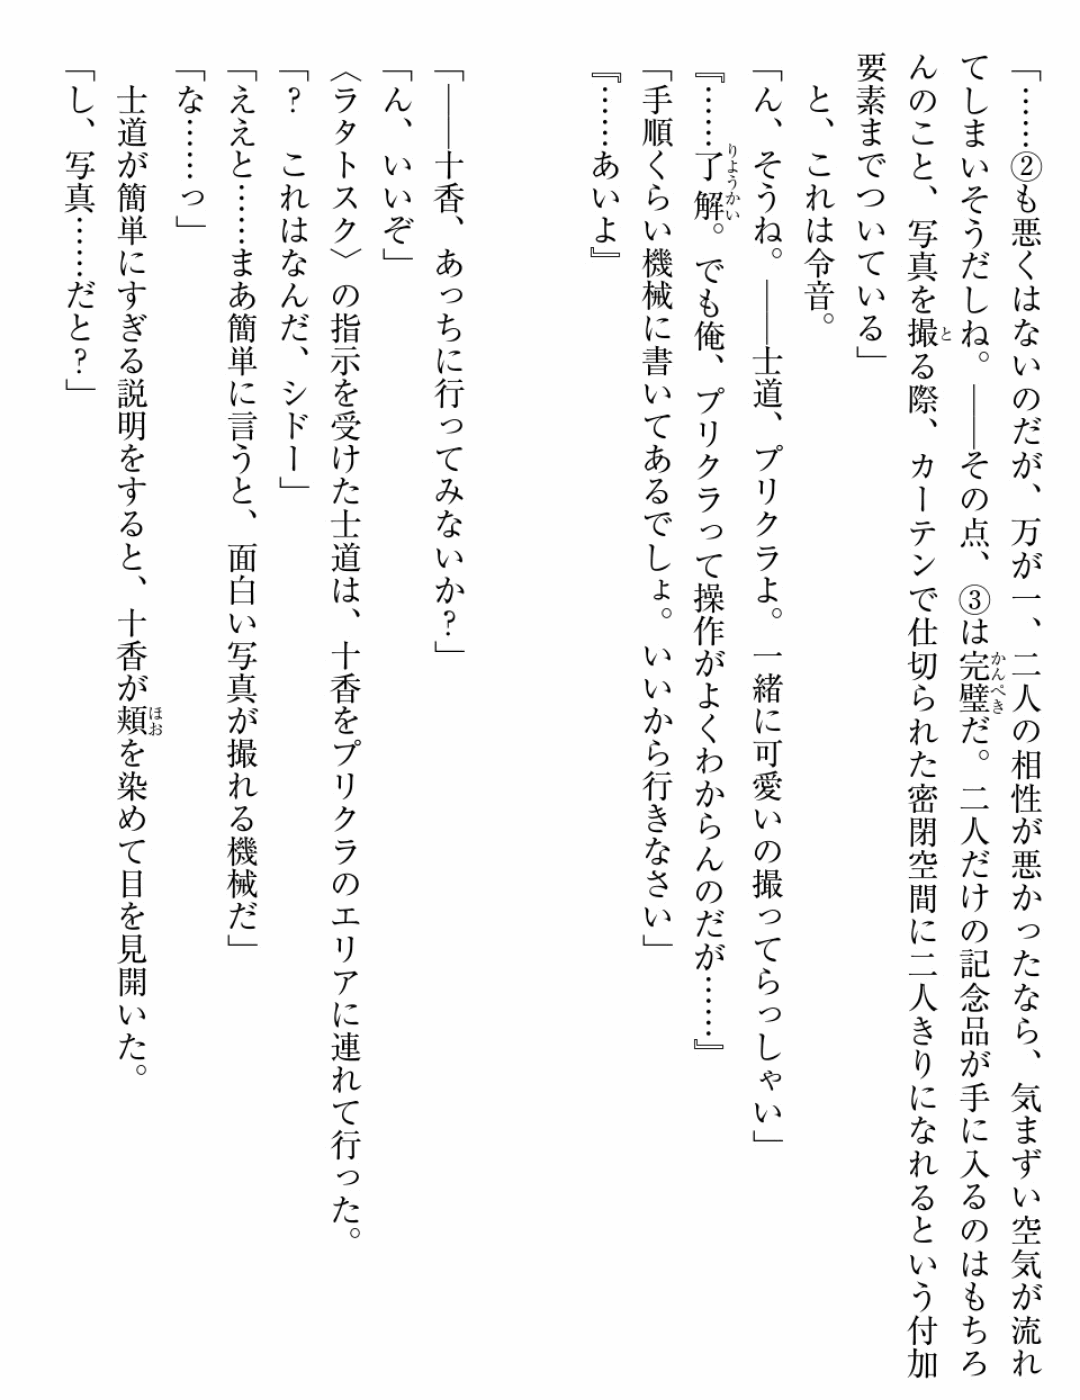 「……②も悪くはないのだが、万が一、二人の相性が悪かったなら、気まずい空気が流れ
てしまいそうだしね。――その点、③は完璧だ。二人だけの記念品が手に入るのはもちろ
んのこと、写真を撮る際、カーテンで仕切られた密閉空間に二人きりになれるという付加
要素までついている」
　と、これは令音。
「ん、そうね。――士道、プリクラよ。一緒に可愛いの撮ってらっしゃい」
『……了解。でも俺、プリクラって操作がよくわからんのだが……』
「手順くらい機械に書いてあるでしょ。いいから行きなさい」
『……あいよ』
「――十香、あっちに行ってみないか？」
「ん、いいぞ」
〈ラタトスク〉の指示を受けた士道は、十香をプリクラのエリアに連れて行った。
「？　これはなんだ、シドー」
「ええと……まあ簡単に言うと、面白い写真が撮れる機械だ」
「な……っ」
　士道が簡単にすぎる説明をすると、十香が頬を染めて目を見開いた。
「し、写真……だと？」